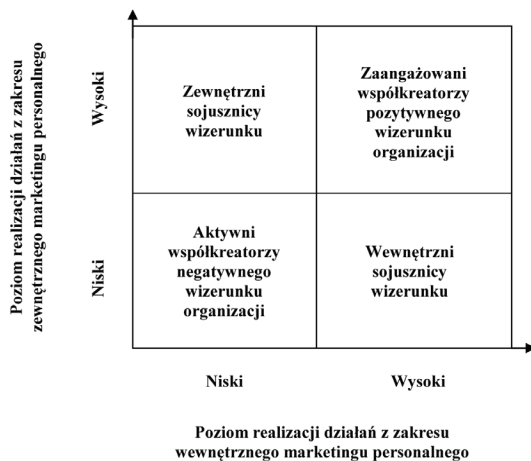 Poziom realizacji działań z zakresu
zewnętrznego marketingu personalnego
Wysoki
Niski
Zewnętrzni
sojusznicy
wizerunku
Zaangażowani
współkreatorzy
pozytywnego
wizerunku
organizacji
Aktywni
współkreatorzy
negatywnego
wizerunku
organizacji
Wewnętrzni
sojusznicy
wizerunku
Niski
Wysoki
Poziom realizacji działań z zakresu
wewnętrznego marketingu personalnego